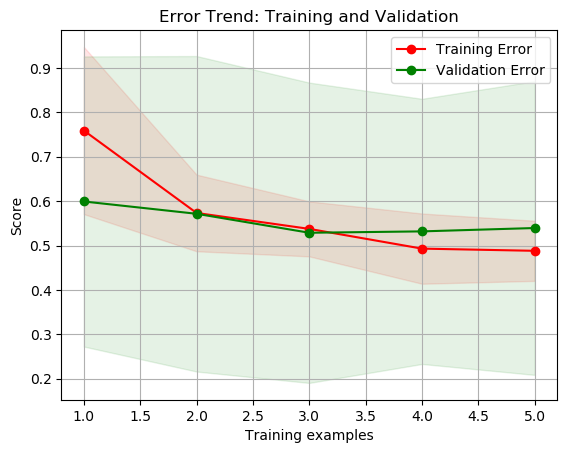 Error Trend: Training and Validation
Training Error
Validation Error
Score
0.9
0.8
0.7
0.6
0.5
0.4
0.3
0.2
1.0 1.5 2.0 2.5 3.0 3.5 4.0 4.5 5.0
Training examples